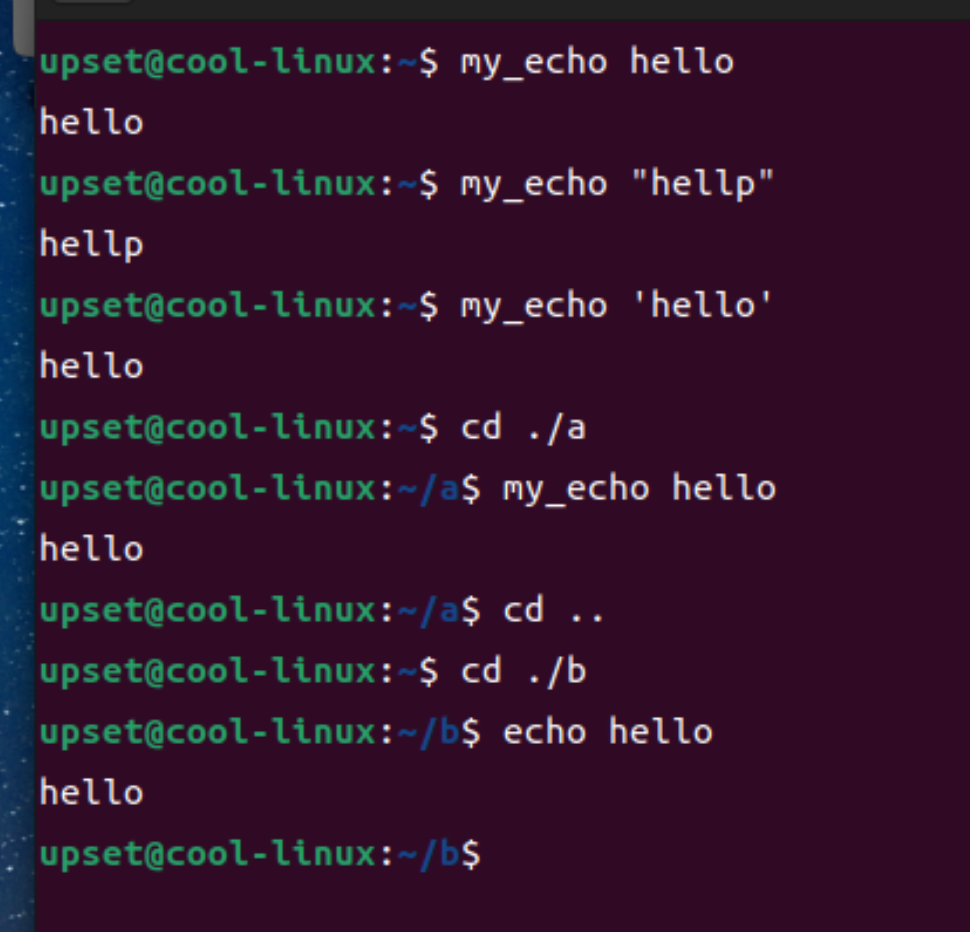 upset@cool-linux:~$ my_echo hello
hello
upset@cool-linux:~$ my_echo "hellp"
hellp
upset@cool-linux:~$ my_echo 'hello'
hello
upset@cool-linux:~$ cd ./a
upset@cool-linux:~/a$ my_echo hello
hello
upset@cool-linux:~/a$ cd ..
upset@cool-linux:~$ cd ./b
upset@cool-linux:~/b$ echo hello
hello
upset@cool-linux:~/b$